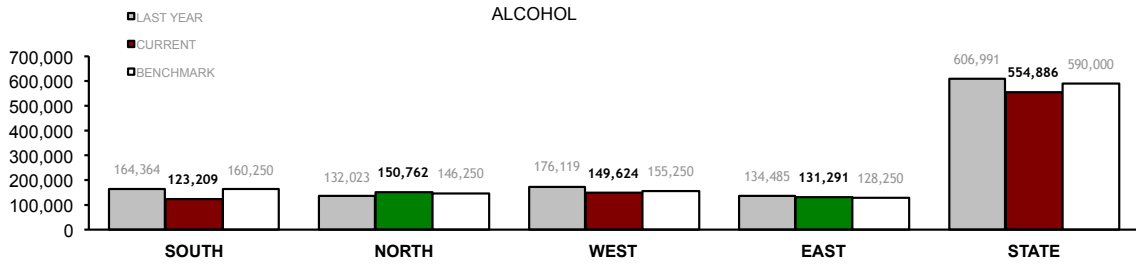 ALCOHOL
LAST YEAR
CURRENT
BENCHMARK
700,000
600,000
500,000
400,000
300,000
200,000
100,000
0
164,364 123,209 160,250
132,023 150,762 146,250
176,119 149,624 155,250
134,485 131,291 128,250
606,991 554,886 590,000
SOUTH NORTH WEST EAST STATE